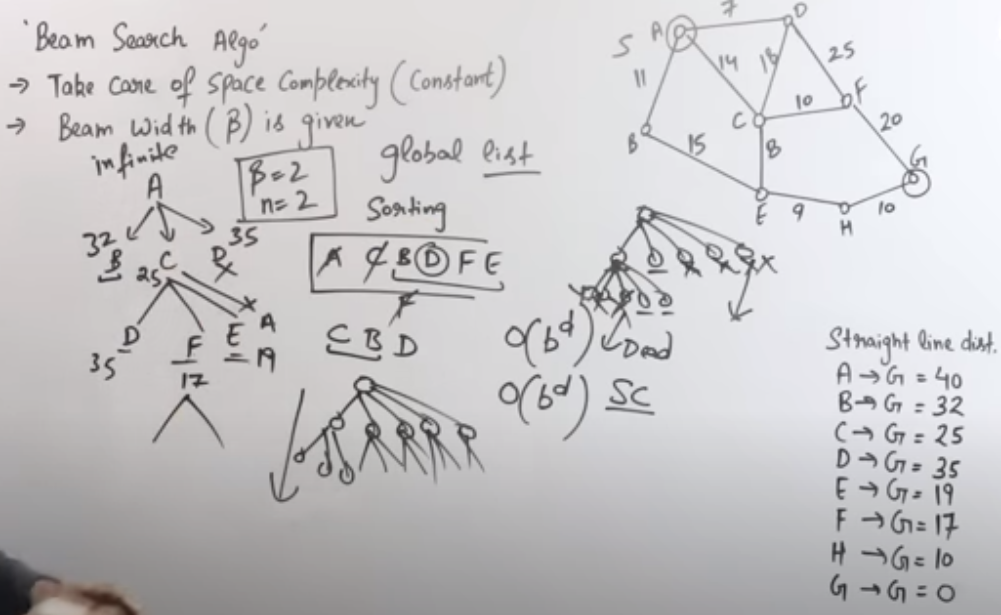 'Beam Search Algo'
→ Take care of Space Complexity (Constant)
→ Beam Width (β) is given
infinite
β = 2
n = 2
global list
Sorting
A C B D F E
F
C B D
A
32
B
C
25
D
35
D
35
F
17
E
19
A
O(b^d)
Dead
O(b^d) SC
S
A
7
D
11
14
18
25
B
C
10
F
15
8
20
G
E
9
H
10
Straight line dist.
A → G = 40
B → G = 32
C → G = 25
D → G = 35
E → G = 19
F → G = 17
H → G = 10
G → G = 0